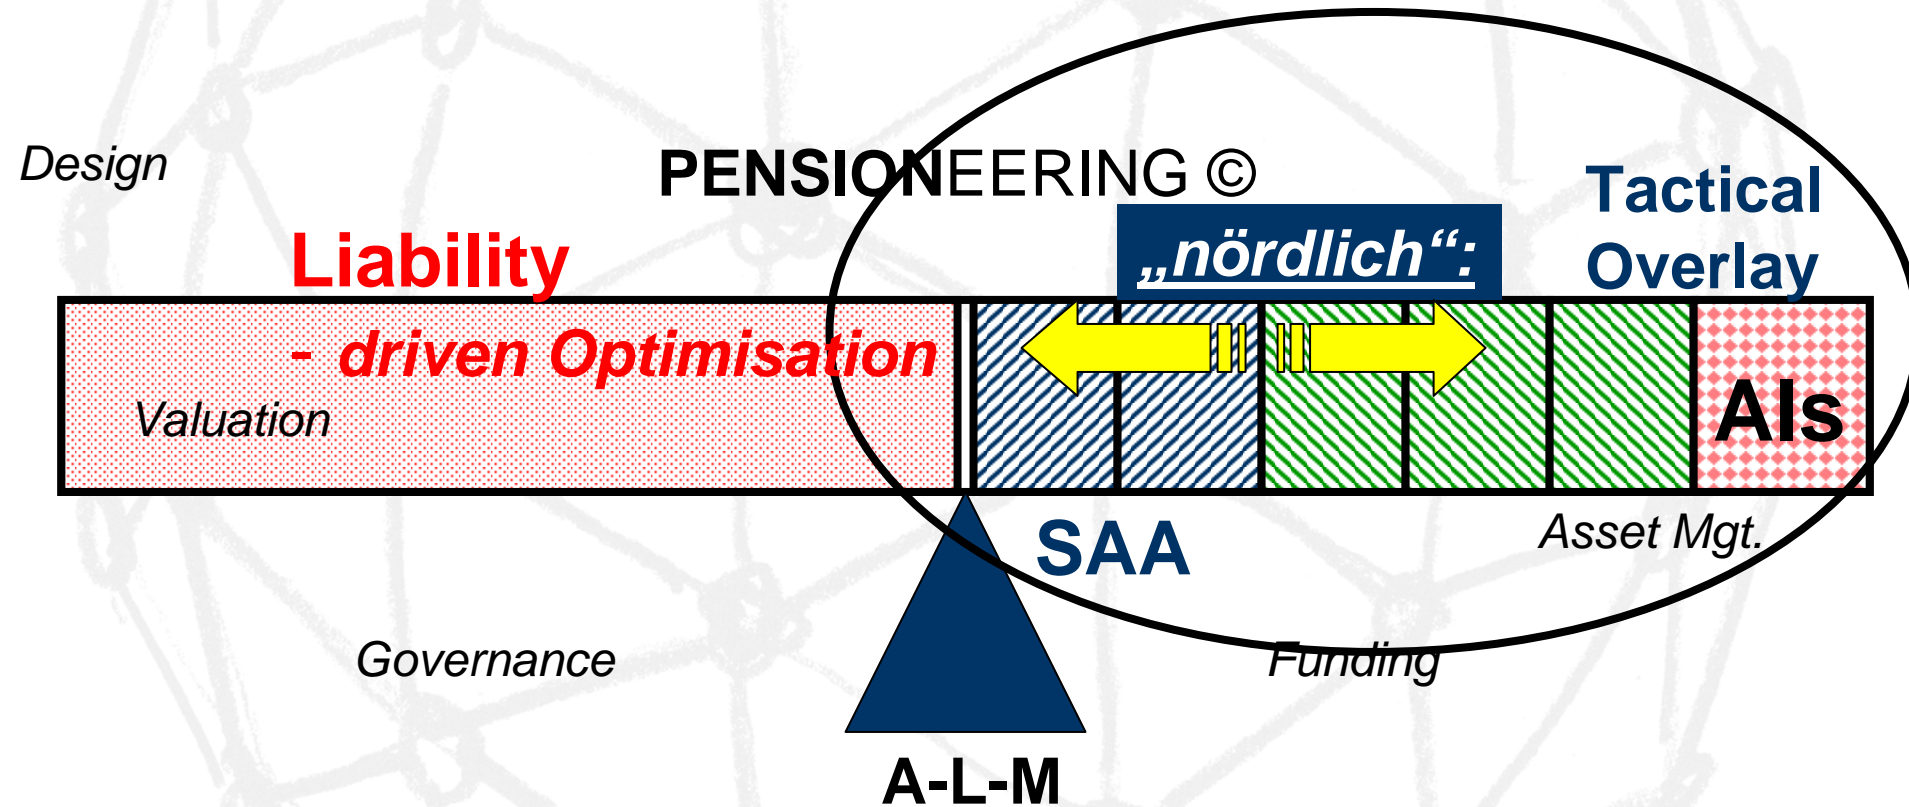 Design
PENSIONEERING ©
Tactical
Overlay
„nördlich“:
Liability
- driven Optimisation
Valuation
AIs
SAA
Asset Mgt.
Governance
Funding
A-L-M